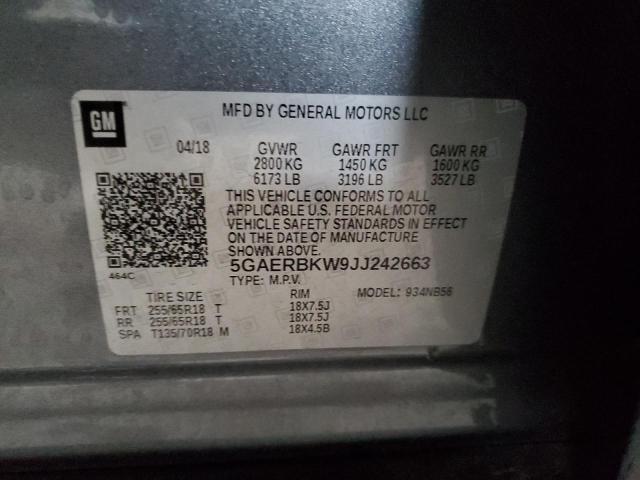 GM
MFD BY GENERAL MOTORS LLC
04/18 GVWR GAWR FRT GAWR RR
2800 KG 1450 KG 1600 KG
6173 LB 3196 LB 3527 LB
THIS VEHICLE CONFORMS TO ALL
APPLICABLE U.S. FEDERAL MOTOR
VEHICLE SAFETY STANDARDS IN EFFECT
ON THE DATE OF MANUFACTURE
SHOWN ABOVE.
464C
5GAERBKW9JJ242663
TYPE: M.P.V. MODEL: 934NB56
TIRE SIZE RIM
FRT 255/65R18 T 18X7.5J
RR 255/65R18 T 18X7.5J
SPA T135/70R18 M 18X4.5B